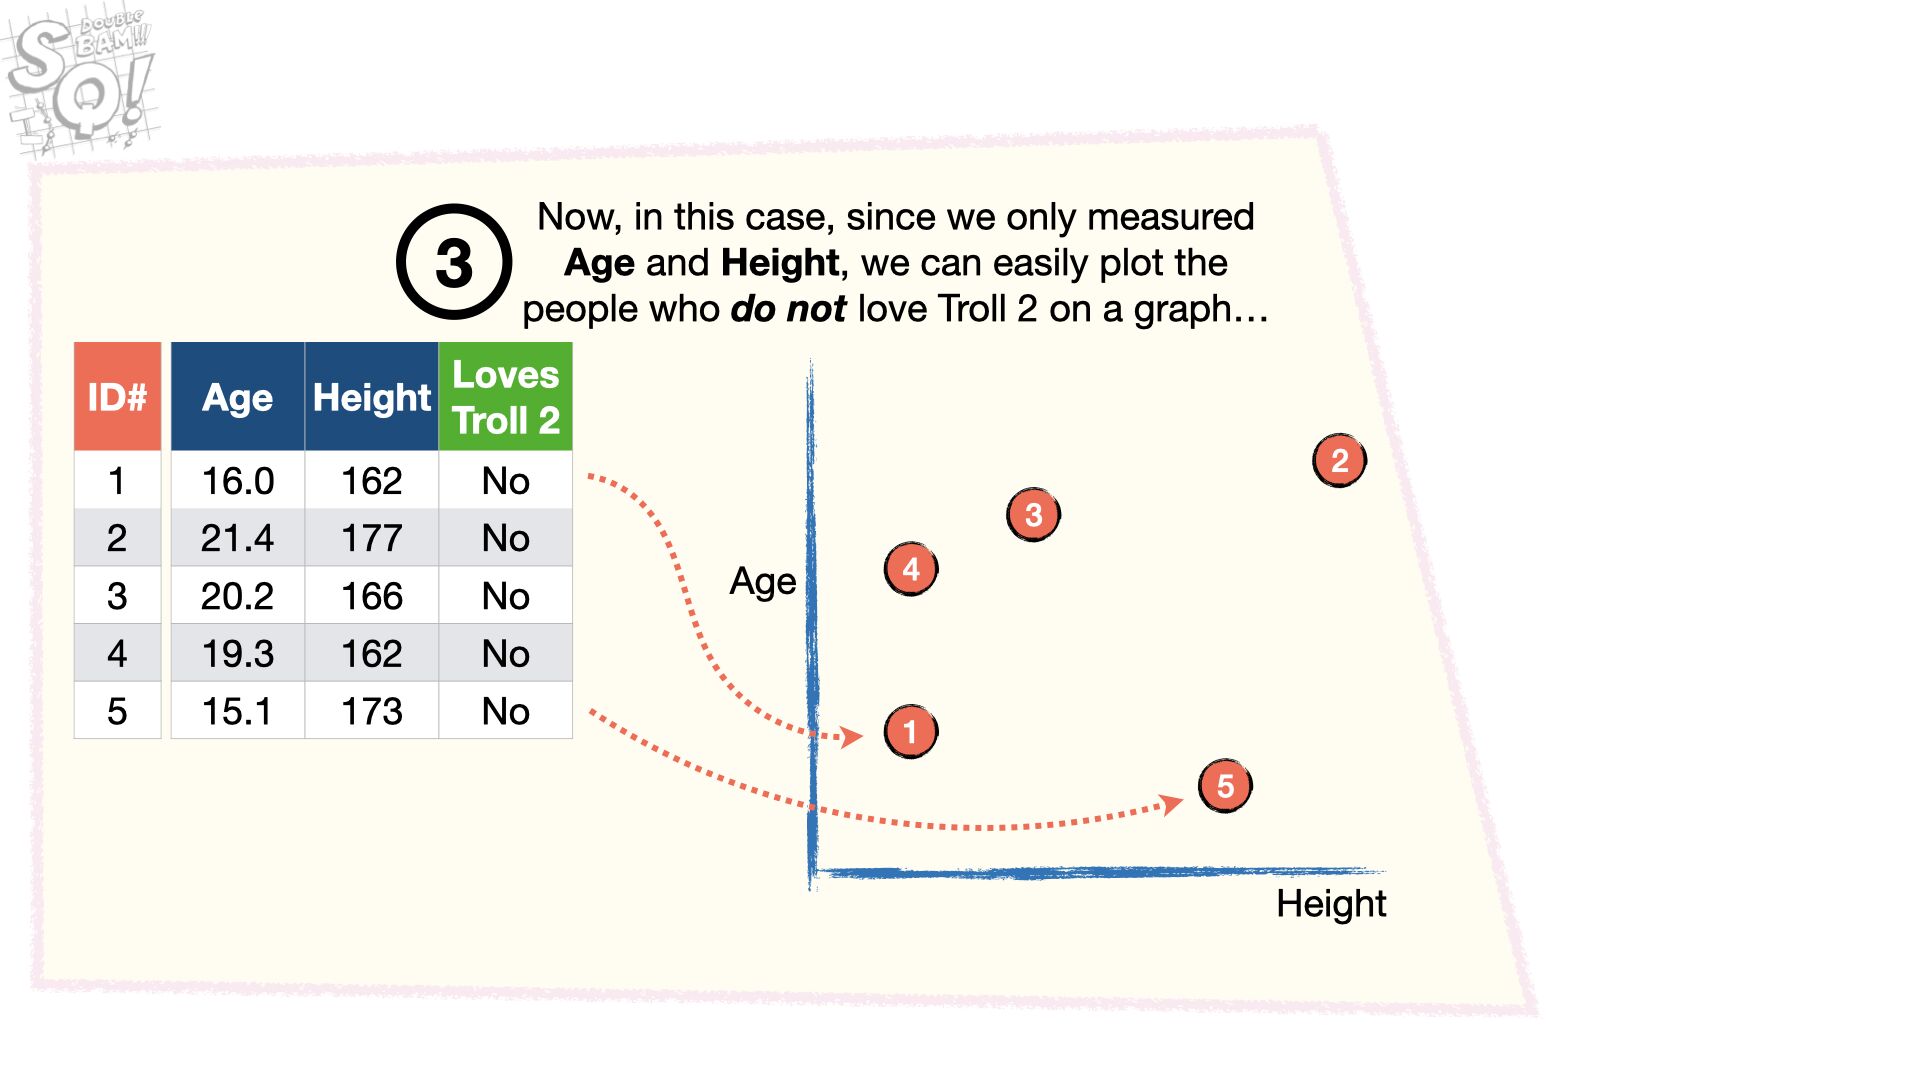 DOUBLE
BAM!!!
SQ!
3
Now, in this case, since we only measured
Age and Height, we can easily plot the
people who do not love Troll 2 on a graph…
ID# Age Height Loves Troll 2
1 16.0 162 No
2 21.4 177 No
3 20.2 166 No
4 19.3 162 No
5 15.1 173 No
2
3
4
Age
1
5
Height